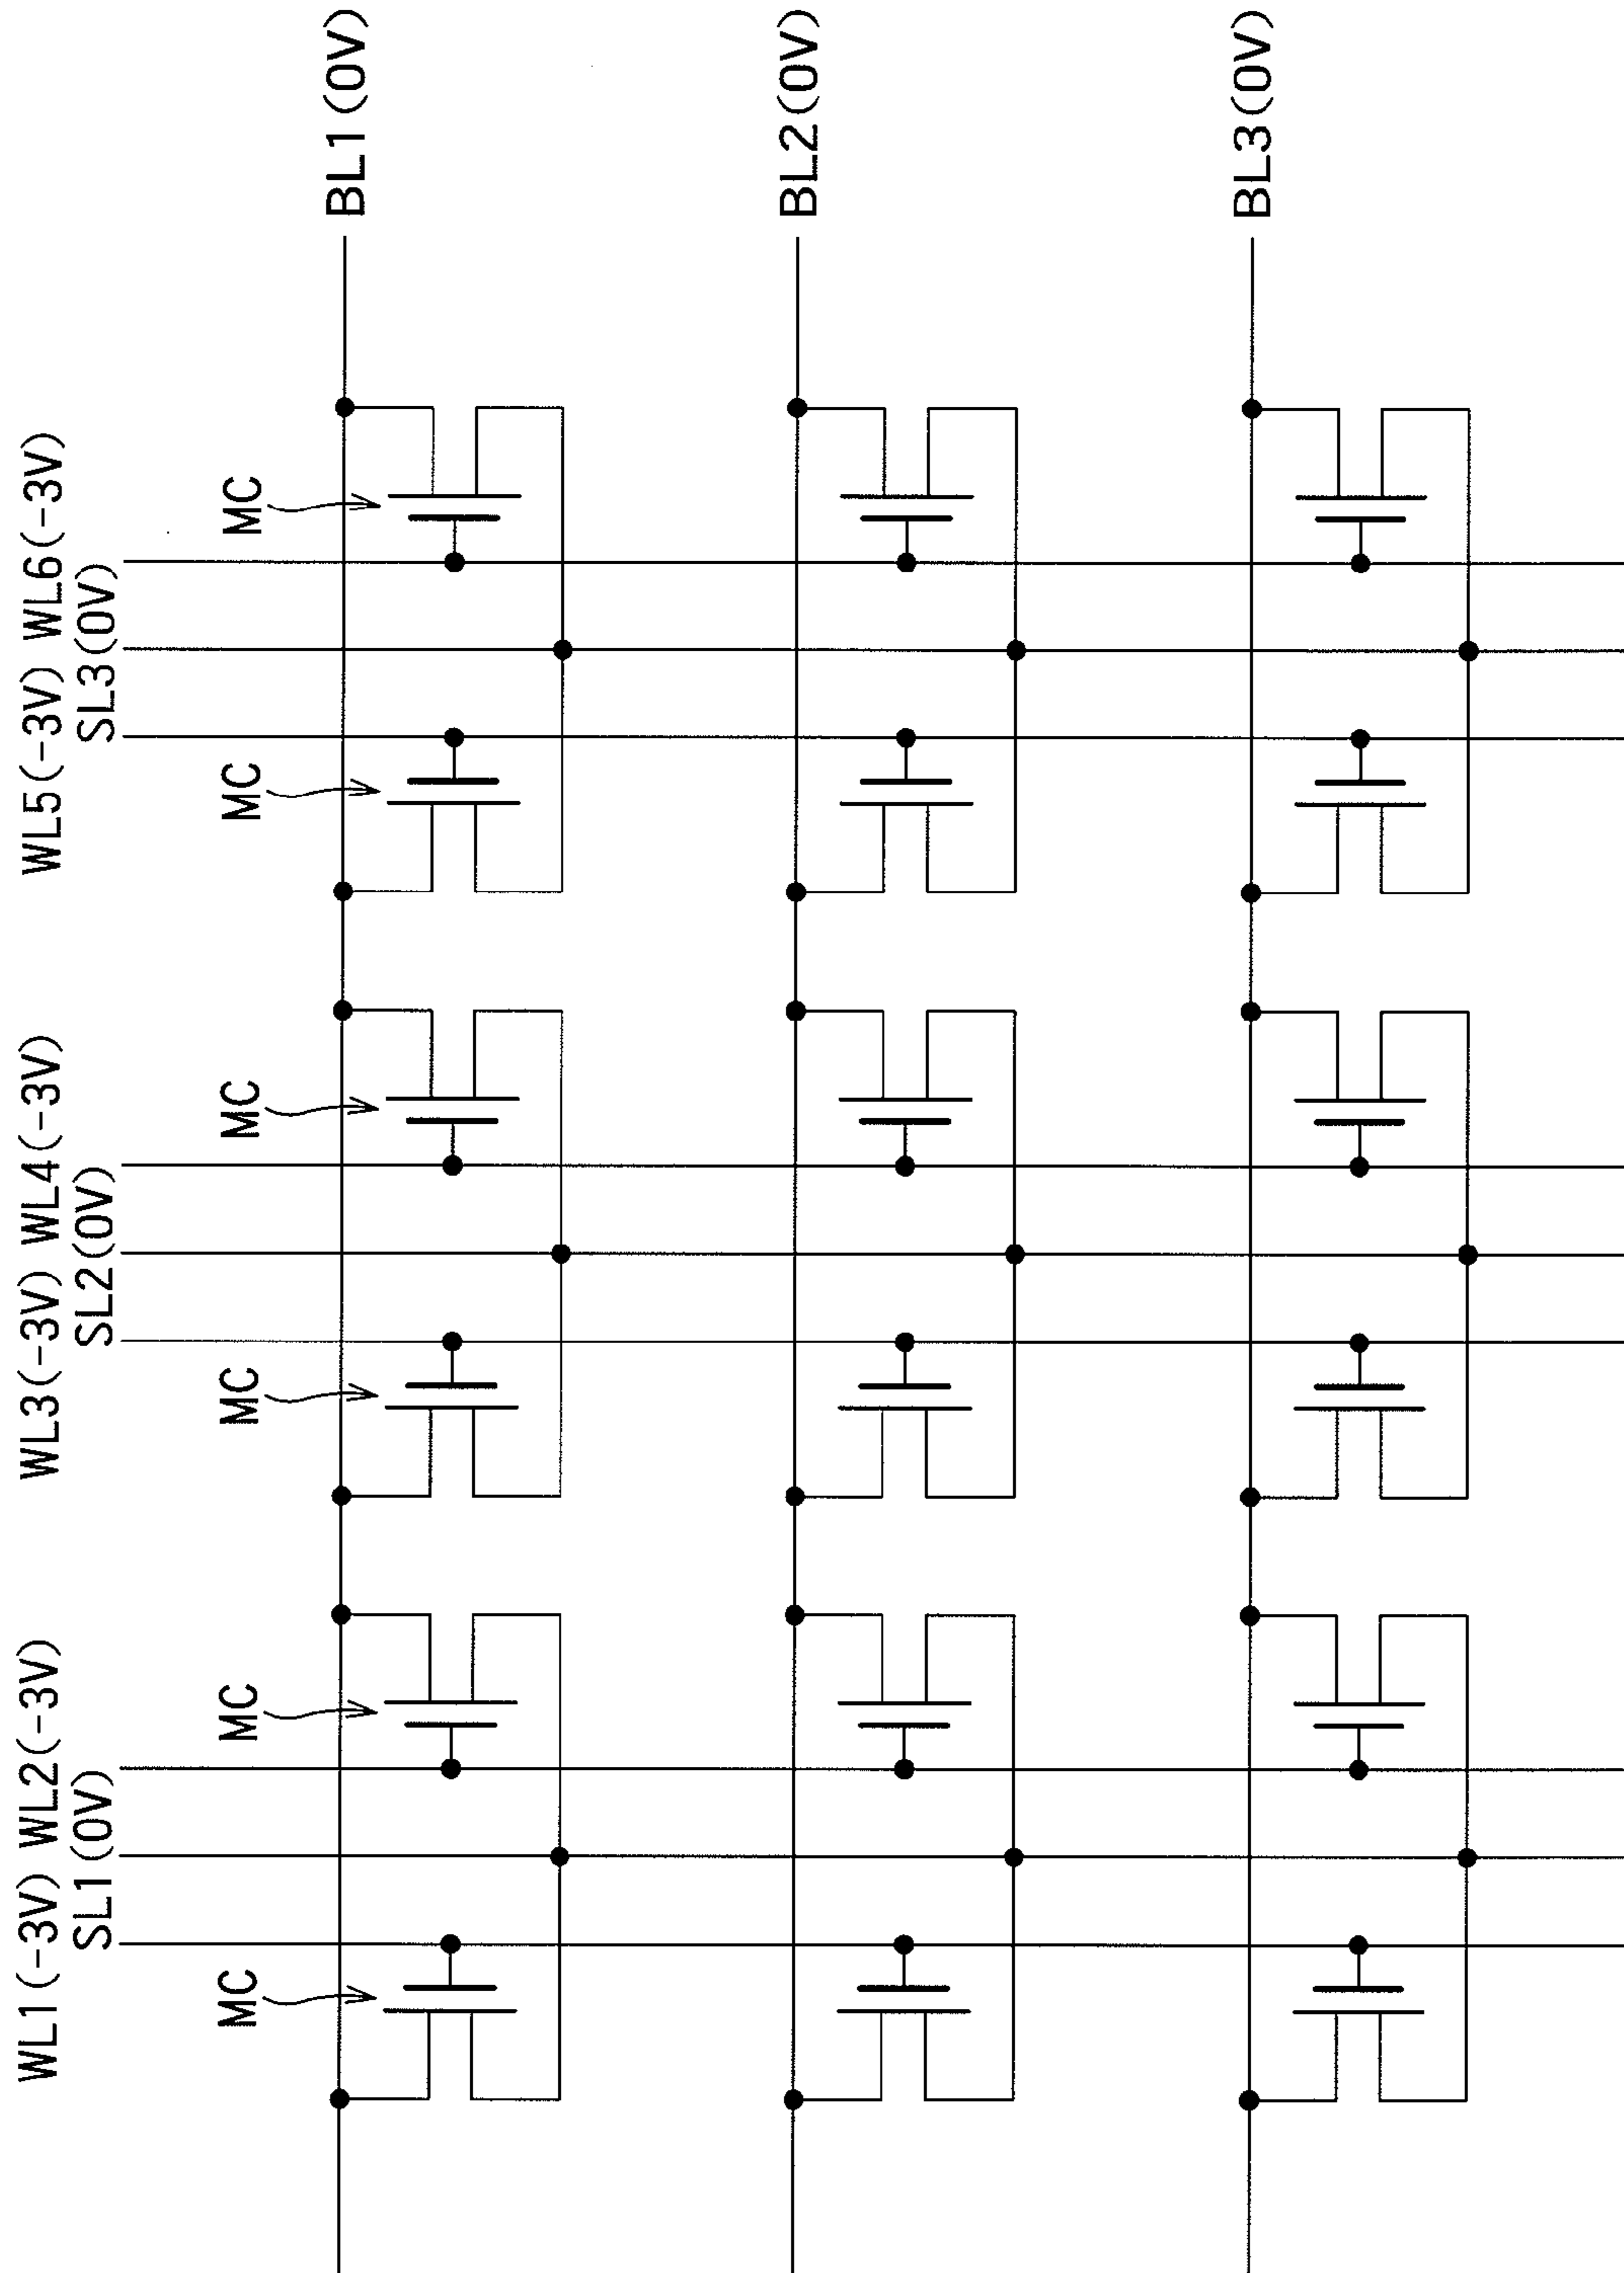 WL1(-3V) WL2(-3V)
SL1(0V)
WL3(-3V) WL4(-3V)
SL2(0V)
WL5(-3V) WL6(-3V)
SL3(0V)
MC
MC
MC
MC
MC
MC
BL1(0V)
BL2(0V)
BL3(0V)